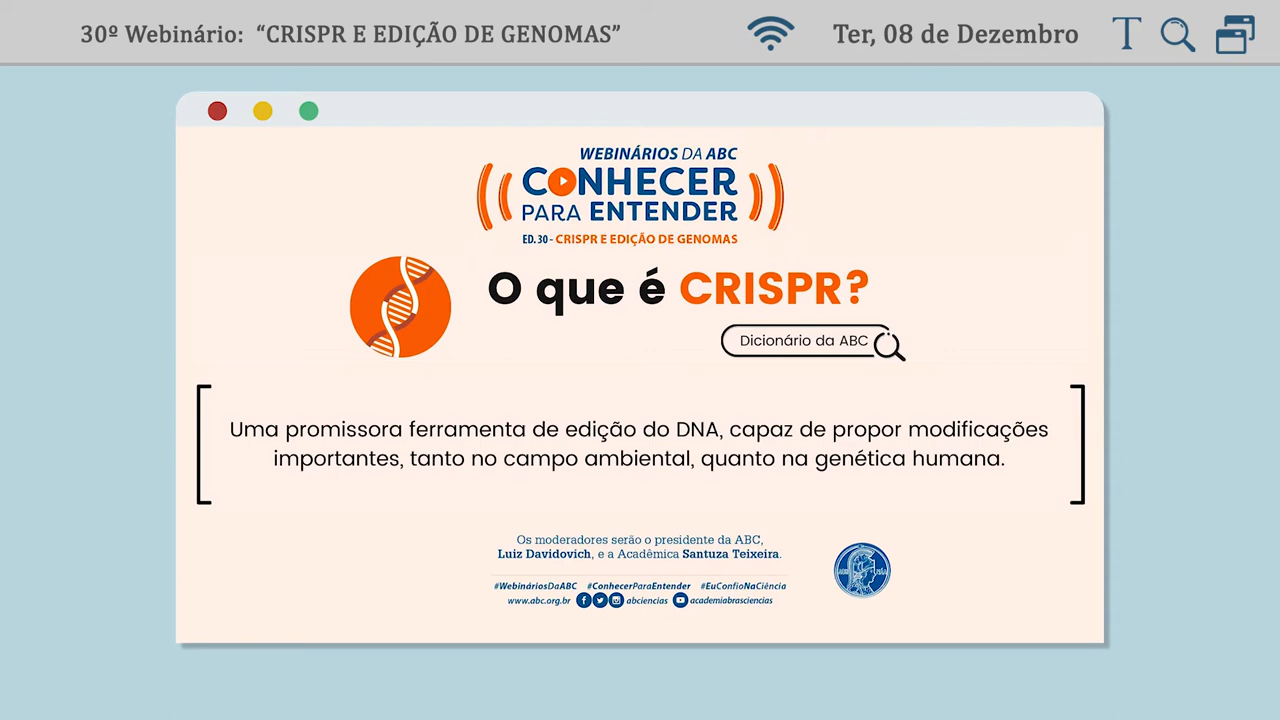 30º Webinário: “CRISPR E EDIÇÃO DE GENOMAS”
Ter, 08 de Dezembro
T
WEBINÁRIOS DA ABC
CONHECER
PARA ENTENDER
ED. 30 - CRISPR E EDIÇÃO DE GENOMAS
O que é CRISPR?
Dicionário da ABC
Uma promissora ferramenta de edição do DNA, capaz de propor modificações
importantes, tanto no campo ambiental, quanto na genética humana.
Os moderadores serão o presidente da ABC,
Luiz Davidovich, e a Acadêmica Santuza Teixeira.
#WebináriosDaABC #ConhecerParaEntender #EuConfioNaCiência
www.abc.org.br abciencias academiabrasciencias